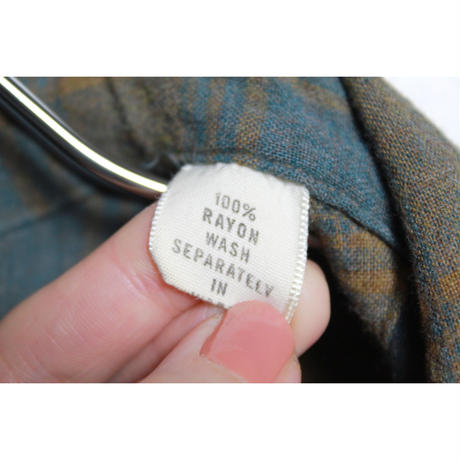 100%
RAYON
WASH
SEPARATELY
IN